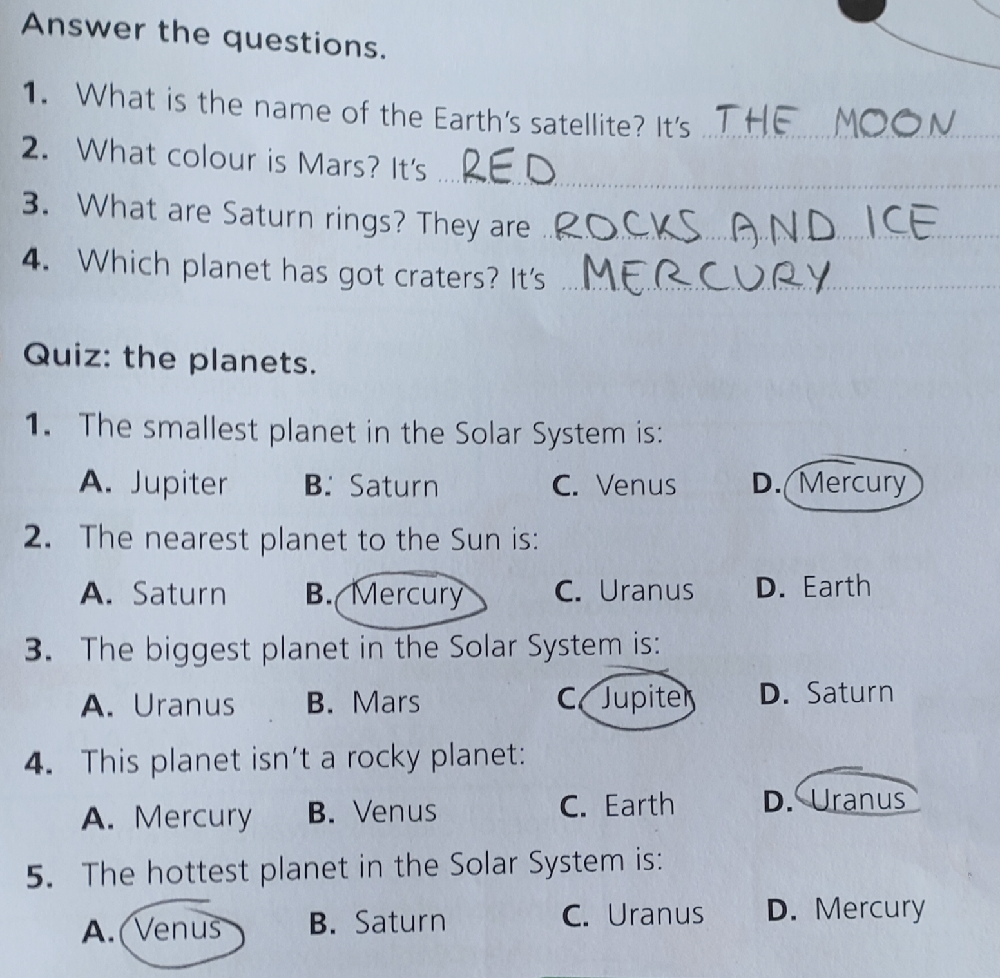 Answer the questions.
1. What is the name of the Earth's satellite? It's THE MOON
2. What colour is Mars? It's RED
3. What are Saturn rings? They are ROCKS AND ICE
4. Which planet has got craters? It's MERCURY
Quiz: the planets.
1. The smallest planet in the Solar System is:
A. Jupiter B. Saturn C. Venus D. Mercury
2. The nearest planet to the Sun is:
A. Saturn B. Mercury C. Uranus D. Earth
3. The biggest planet in the Solar System is:
A. Uranus B. Mars C. Jupiter D. Saturn
4. This planet isn't a rocky planet:
A. Mercury B. Venus C. Earth D. Uranus
5. The hottest planet in the Solar System is:
A. Venus B. Saturn C. Uranus D. Mercury